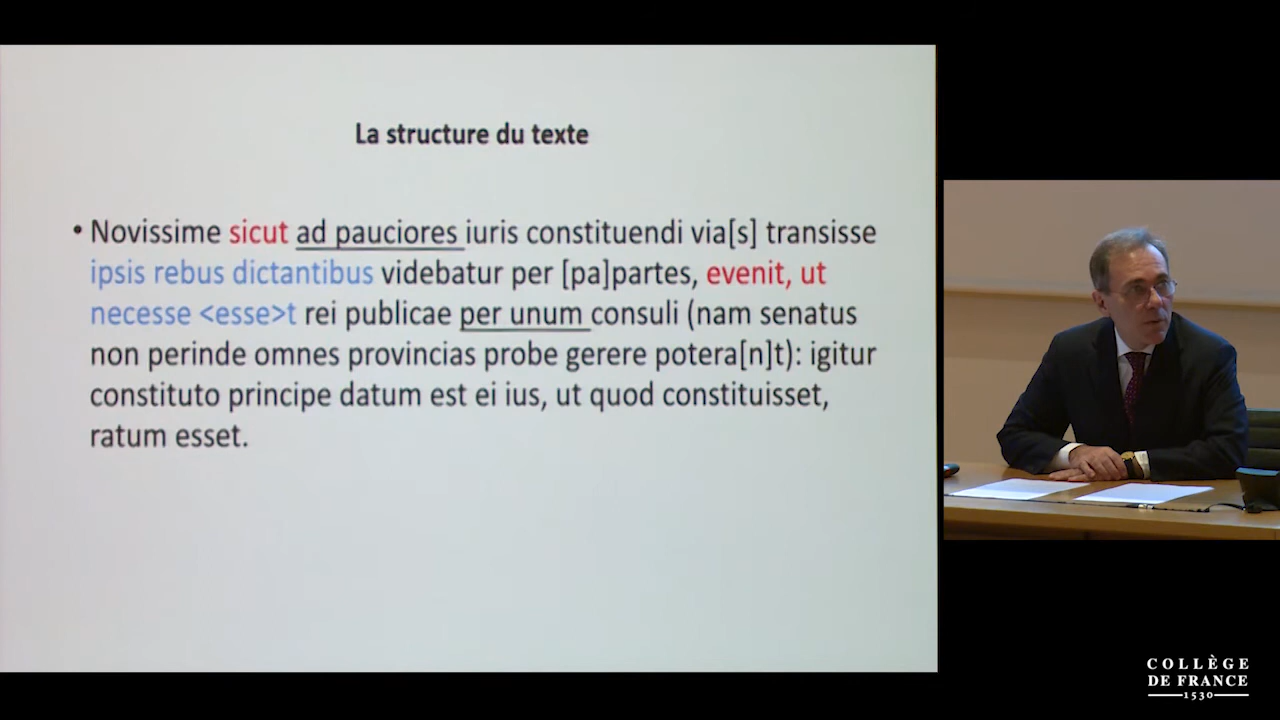 La structure du texte
• Novissime sicut ad pauciores iuris constituendi via[s] transisse
ipsis rebus dictantibus videbatur per [pa]partes, evenit, ut
necesse <esse>t rei publicae per unum consuli (nam senatus
non perinde omnes provincias probe gerere potera[n]t): igitur
constituto principe datum est ei ius, ut quod constituisset,
ratum esset.
COLLÈGE
DE FRANCE
1530